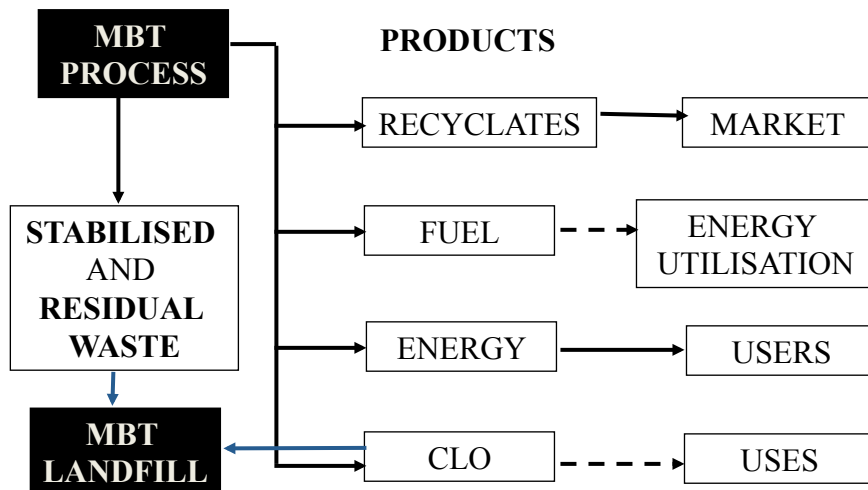 MBT
PROCESS
PRODUCTS
RECYCLATES
MARKET
STABILISED
AND
RESIDUAL
WASTE
FUEL
ENERGY
UTILISATION
ENERGY
USERS
MBT
LANDFILL
CLO
USES